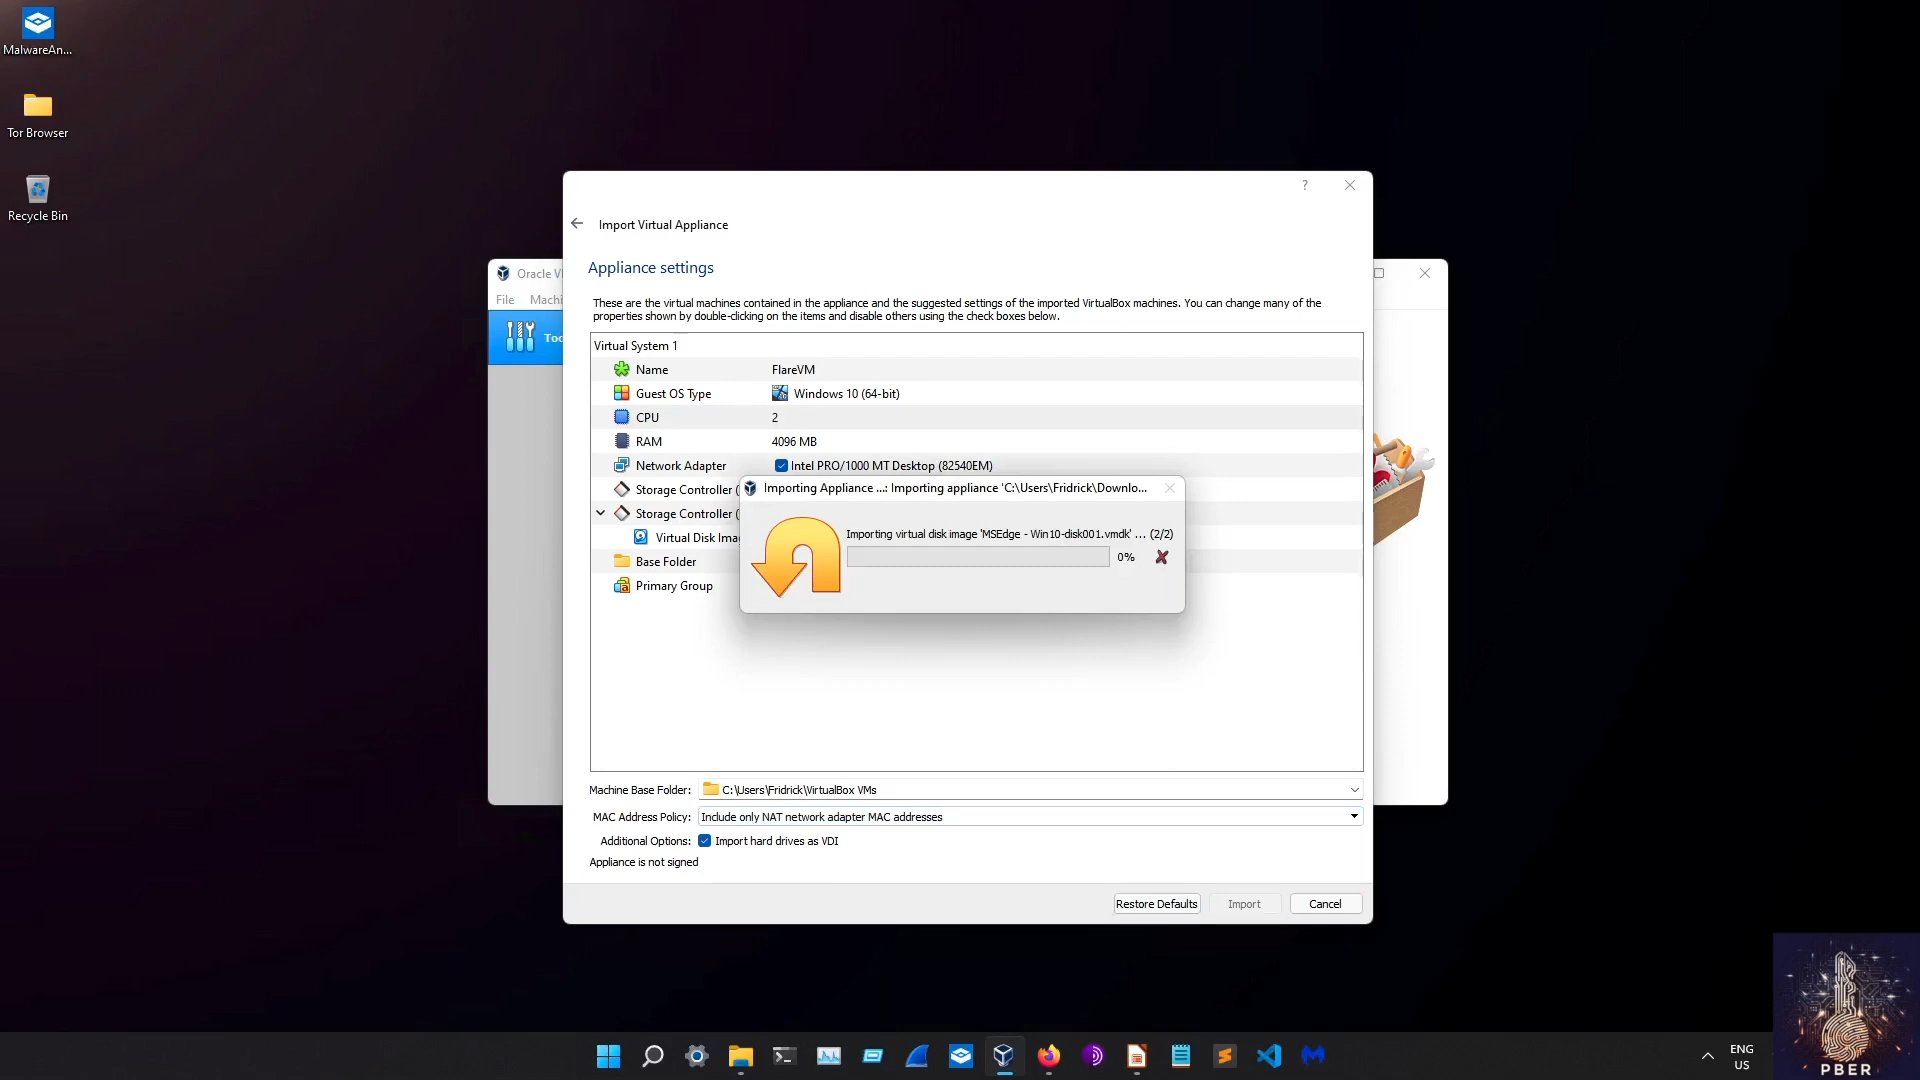 MalwareAn...
Tor Browser
Recycle Bin
?
Import Virtual Appliance
Appliance settings
These are the virtual machines contained in the appliance and the suggested settings of the imported VirtualBox machines. You can change many of the
properties shown by double-clicking on the items and disable others using the check boxes below.
Oracle V
File Machi
Too
Virtual System 1
Name FlareVM
Guest OS Type Windows 10 (64-bit)
CPU 2
RAM 4096 MB
Network Adapter Intel PRO/1000 MT Desktop (82540EM)
Storage Controller (
Storage Controller (
Virtual Disk Ima
Base Folder
Primary Group
Importing Appliance ...: Importing appliance 'C:\Users\Fridrick\Downlo...
Importing virtual disk image 'MSEdge - Win10-disk001.vmdk' ... (2/2)
0%
Machine Base Folder: C:\Users\Fridrick\VirtualBox VMs
MAC Address Policy: Include only NAT network adapter MAC addresses
Additional Options: Import hard drives as VDI
Appliance is not signed
Restore Defaults Import Cancel
ENG
US
PBER